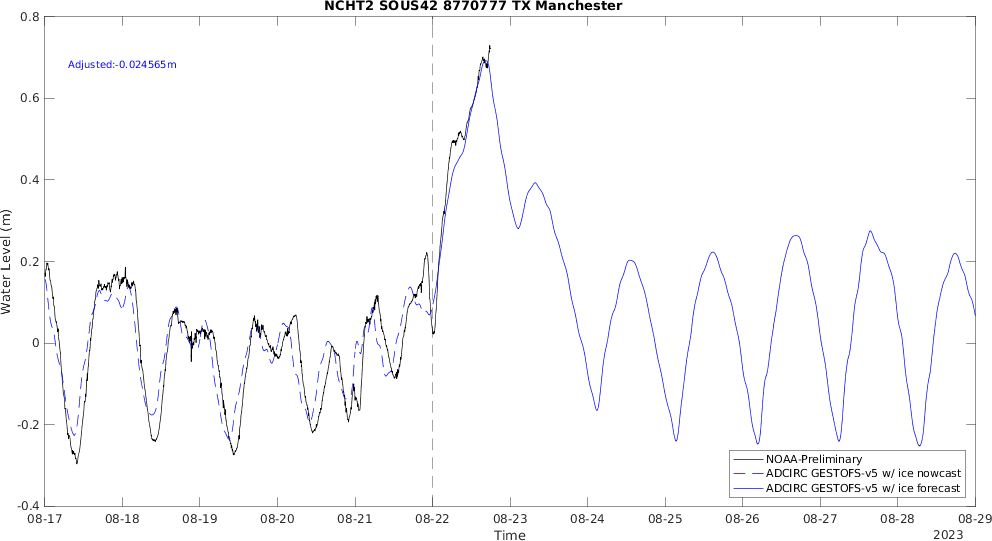 NCHT2 SOUS42 8770777 TX Manchester
Adjusted:-0.024565m
0.8
0.6
0.4
0.2
0
-0.2
-0.4
Water Level (m)
NOAA-Preliminary
ADCIRC GESTOFS-v5 w/ ice nowcast
ADCIRC GESTOFS-v5 w/ ice forecast
08-17 08-18 08-19 08-20 08-21 08-22 08-23 08-24 08-25 08-26 08-27 08-28 08-29
Time
2023